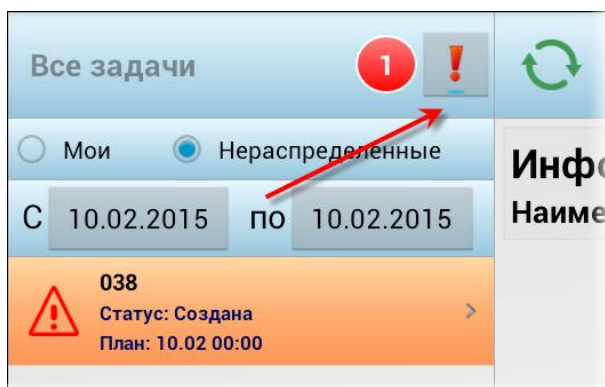 Все задачи
1
Мои
Нераспределенные
С 10.02.2015 по 10.02.2015
038
Статус: Создана
План: 10.02 00:00
Инфо
Наиме